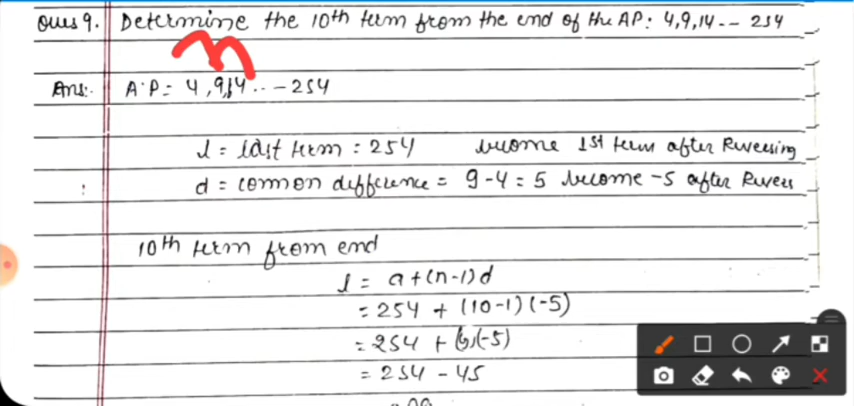 Ques 9. Determine the 10th term from the end of the AP: 4,9,14 -- 254
Ans:- A.P = 4,9,14..-254
l = last term = 254 become 1st term after Reversing
d = common diffcience = 9-4 = 5 become -5 after Revers
10th term from end
l = a+(n-1)d
= 254 + (10-1)(-5)
= 254 + (9)(-5)
= 254 - 45